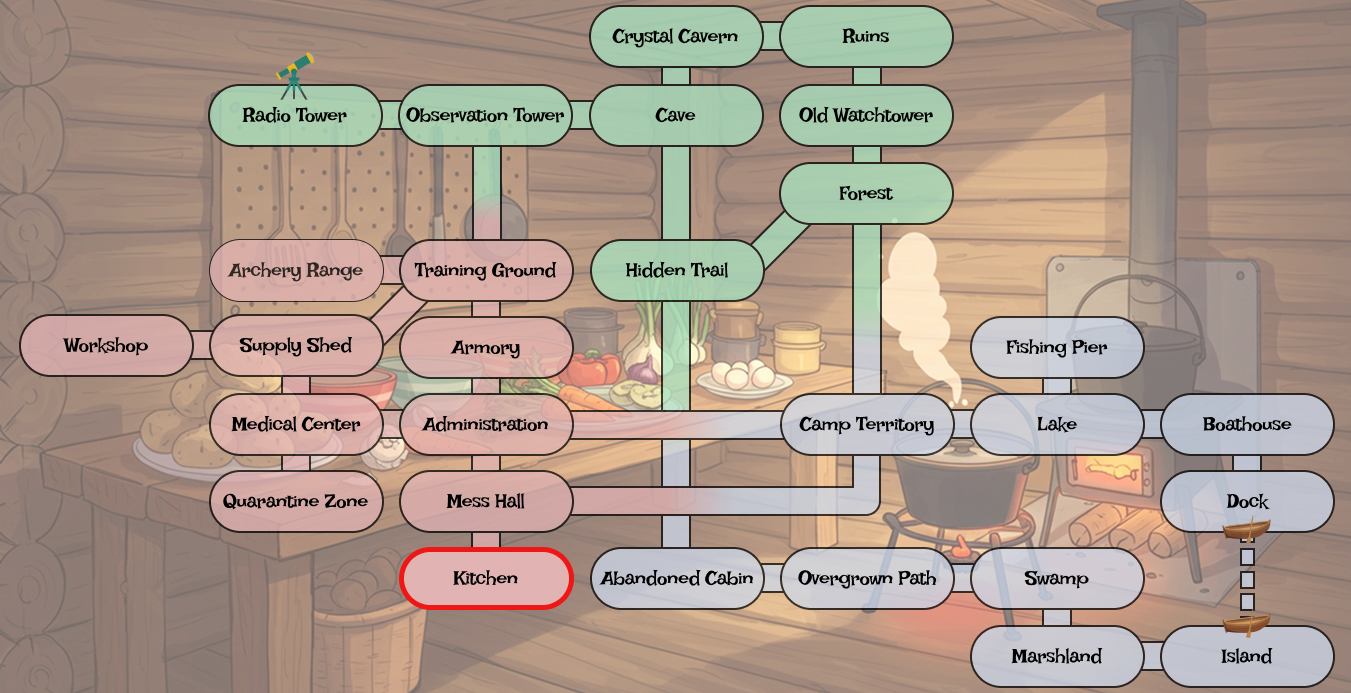 Crystal Cavern
Ruins
Radio Tower
Observation Tower
Cave
Old Watchtower
Forest
Archery Range
Training Ground
Hidden Trail
Workshop
Supply Shed
Armory
Fishing Pier
Medical Center
Administration
Camp Territory
Lake
Boathouse
Quarantine Zone
Mess Hall
Dock
Kitchen
Abandoned Cabin
Overgrown Path
Swamp
Marshland
Island